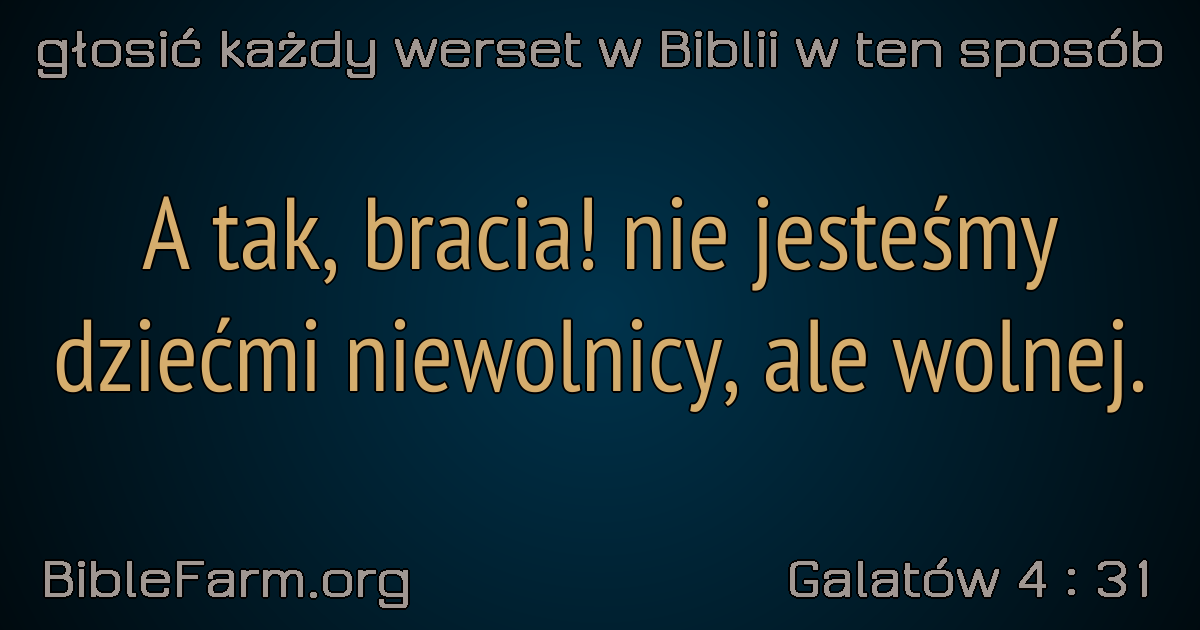 głosić każdy werset w Biblii w ten sposób
A tak, bracia! nie jesteśmy
dziećmi niewolnicy, ale wolnej.
BibleFarm.org
Galatów 4 : 31